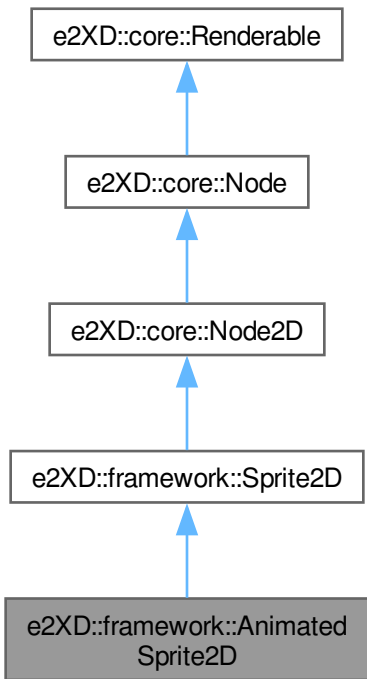 e2XD::core::Renderable
e2XD::core::Node
e2XD::core::Node2D
e2XD::framework::Sprite2D
e2XD::framework::Animated
Sprite2D